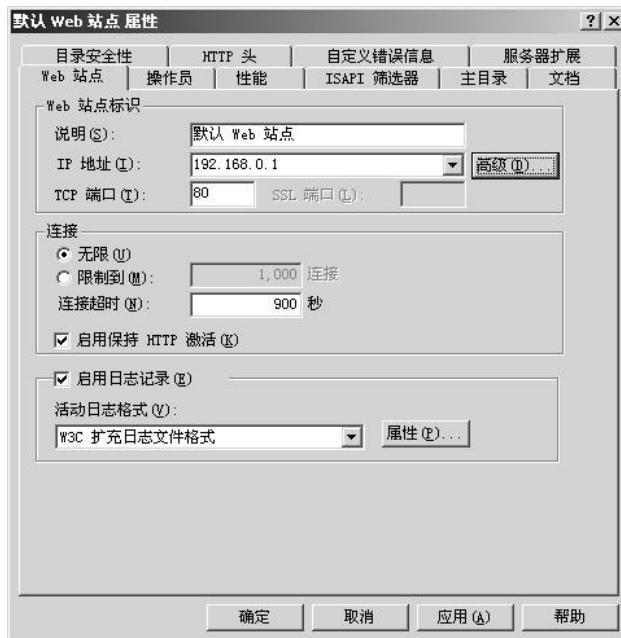 默认 Web 站点 属性
目录安全性 HTTP 头 自定义错误信息 服务器扩展
Web 站点 操作员 性能 ISAPI 筛选器 主目录 文档
Web 站点标识
说明(S): 默认 Web 站点
IP 地址(I): 192.168.0.1 高级(D)...
TCP 端口(T): 80 SSL 端口(L):
连接
无限(U)
限制到(M): 1,000 连接
连接超时(N): 900 秒
启用保持 HTTP 激活(K)
启用日志记录(E)
活动日志格式(V):
W3C 扩充日志文件格式 属性(P)...
确定 取消 应用(A) 帮助